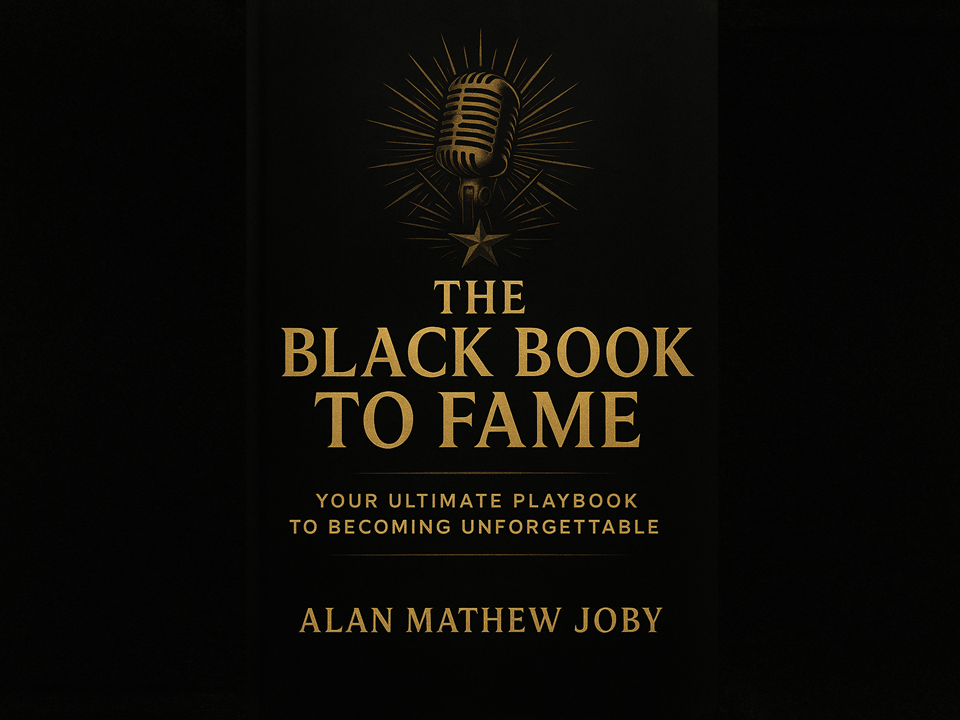 THE
BLACK BOOK
TO FAME
YOUR ULTIMATE PLAYBOOK
TO BECOMING UNFORGETTABLE
ALAN MATHEW JOBY